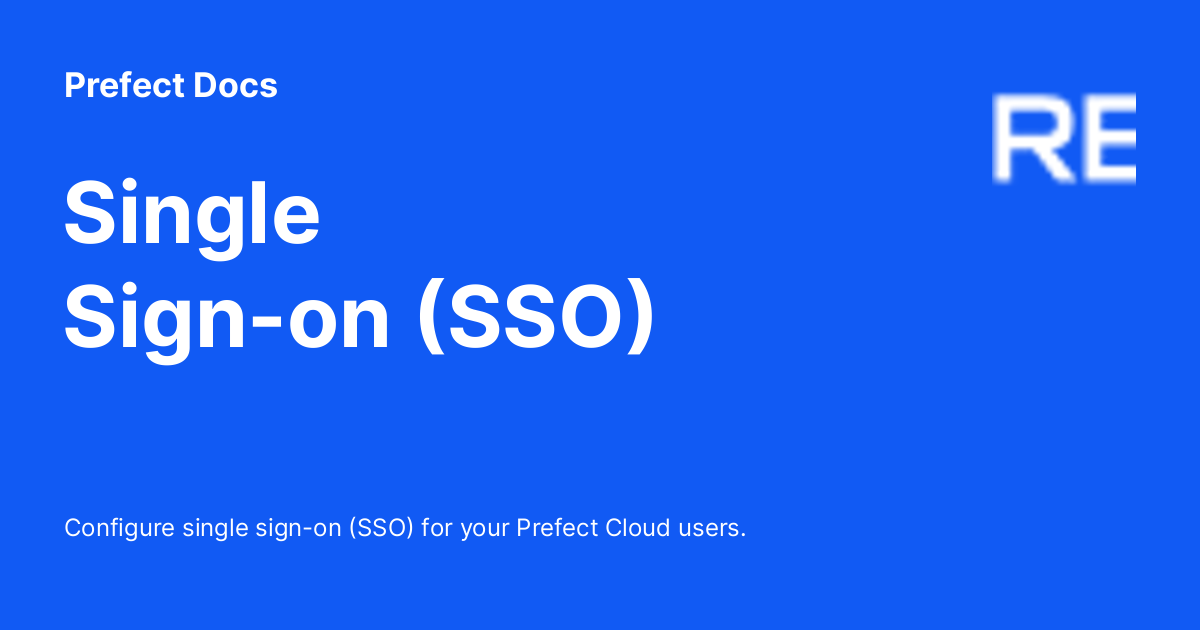 Prefect Docs
RE
Single
Sign-on (SSO)
Configure single sign-on (SSO) for your Prefect Cloud users.